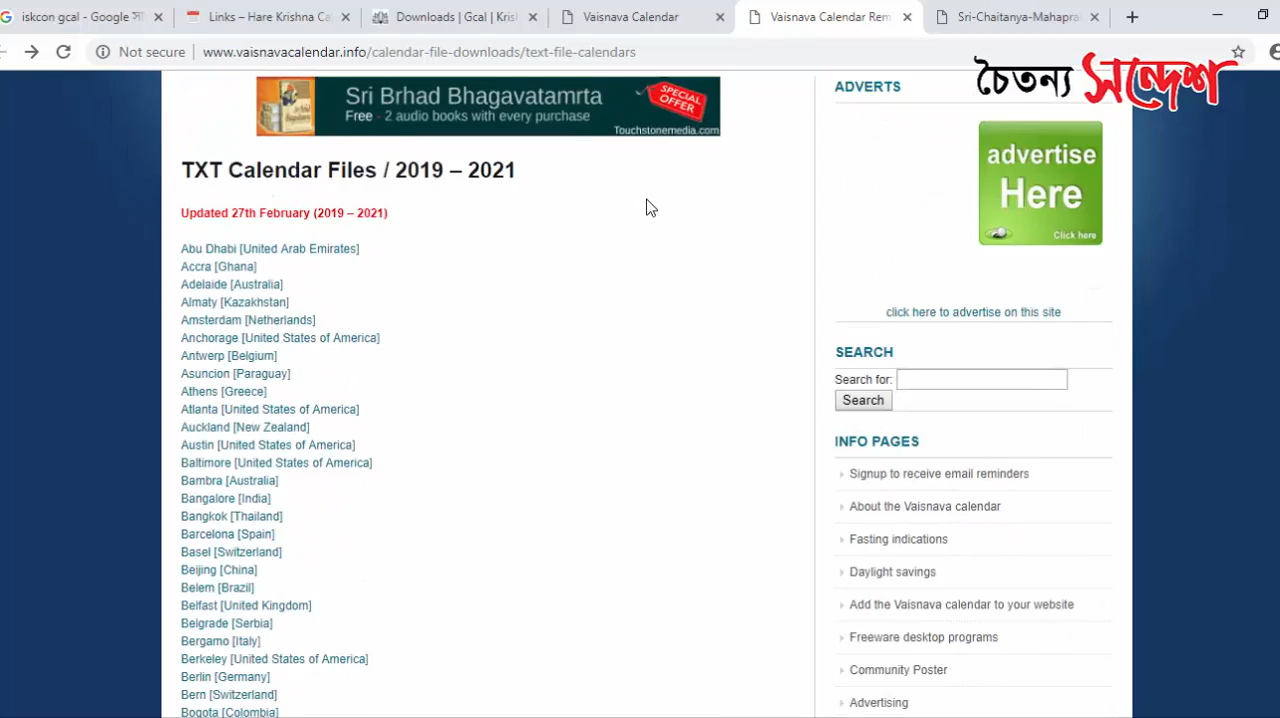 iskcon gcal - Google সা
Links – Hare Krishna Ca
Downloads | Gcal | Krisl
Vaisnava Calendar
Vaisnava Calendar Rem
Sri-Chaitanya-Mahapra
Not secure
www.vaisnavacalendar.info/calendar-file-downloads/text-file-calendars
চৈতন্য সন্দেশ
Sri Brhad Bhagavatamrta
Free - 2 audio books with every purchase
SPECIAL OFFER
Touchstonemedia.com
TXT Calendar Files / 2019 – 2021
Updated 27th February (2019 – 2021)
Abu Dhabi [United Arab Emirates]
Accra [Ghana]
Adelaide [Australia]
Almaty [Kazakhstan]
Amsterdam [Netherlands]
Anchorage [United States of America]
Antwerp [Belgium]
Asuncion [Paraguay]
Athens [Greece]
Atlanta [United States of America]
Auckland [New Zealand]
Austin [United States of America]
Baltimore [United States of America]
Bambra [Australia]
Bangalore [India]
Bangkok [Thailand]
Barcelona [Spain]
Basel [Switzerland]
Beijing [China]
Belem [Brazil]
Belfast [United Kingdom]
Belgrade [Serbia]
Bergamo [Italy]
Berkeley [United States of America]
Berlin [Germany]
Bern [Switzerland]
Bogota [Colombia]
ADVERTS
advertise
Here
Click here
click here to advertise on this site
SEARCH
Search for:
Search
INFO PAGES
Signup to receive email reminders
About the Vaisnava calendar
Fasting indications
Daylight savings
Add the Vaisnava calendar to your website
Freeware desktop programs
Community Poster
Advertising